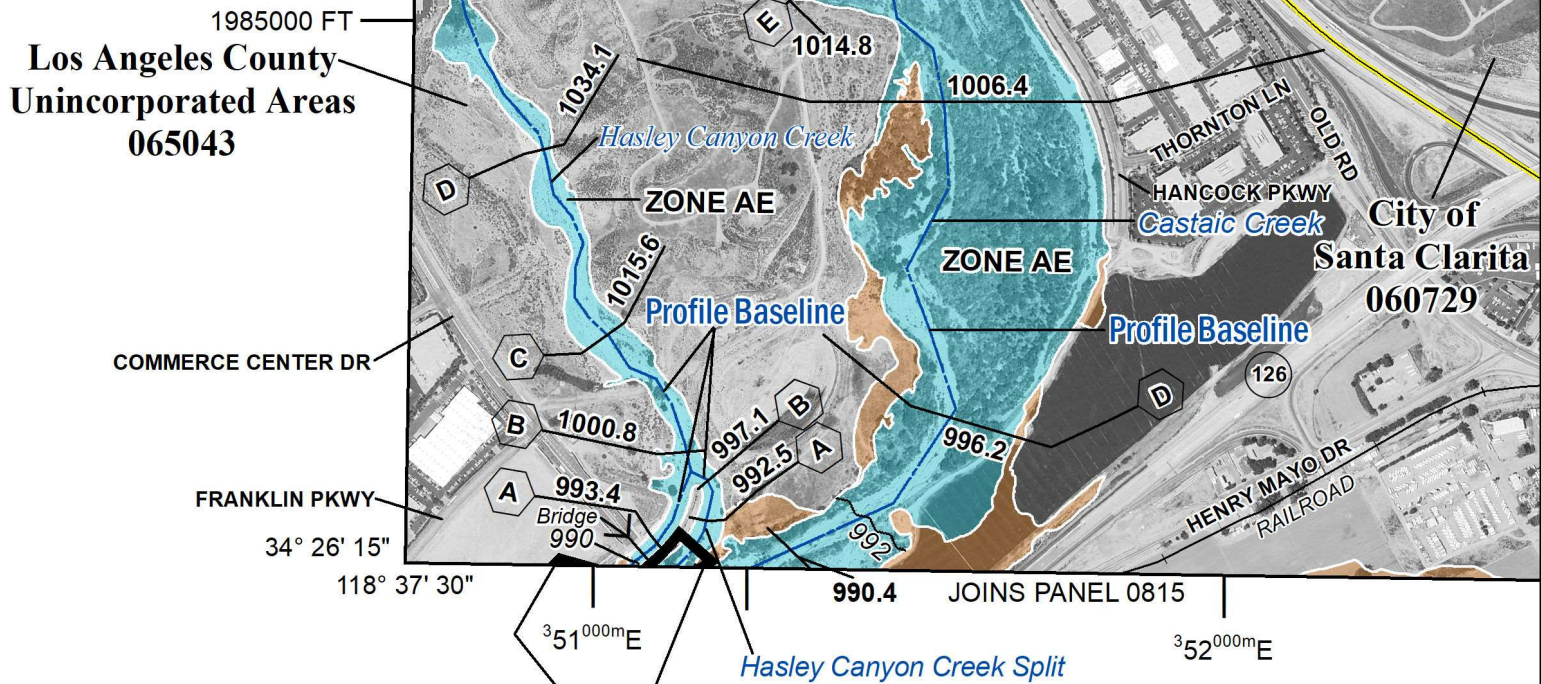 1985000 FT
Los Angeles County
Unincorporated Areas
065043
E
1014.8
1034.1
1006.4
Hasley Canyon Creek
THORNTON LN
OLD RD
D
ZONE AE
HANCOCK PKWY
Castaic Creek
City of
Santa Clarita
060729
ZONE AE
1015.6
Profile Baseline
Profile Baseline
COMMERCE CENTER DR
C
126
D
B
1000.8
997.1
B
992.5
A
996.2
FRANKLIN PKWY
A
993.4
Bridge
990
992
HENRY MAYO DR
RAILROAD
34° 26' 15"
118° 37' 30"
990.4
JOINS PANEL 0815
³51⁰⁰⁰ᵐE
³52⁰⁰⁰ᵐE
Hasley Canyon Creek Split